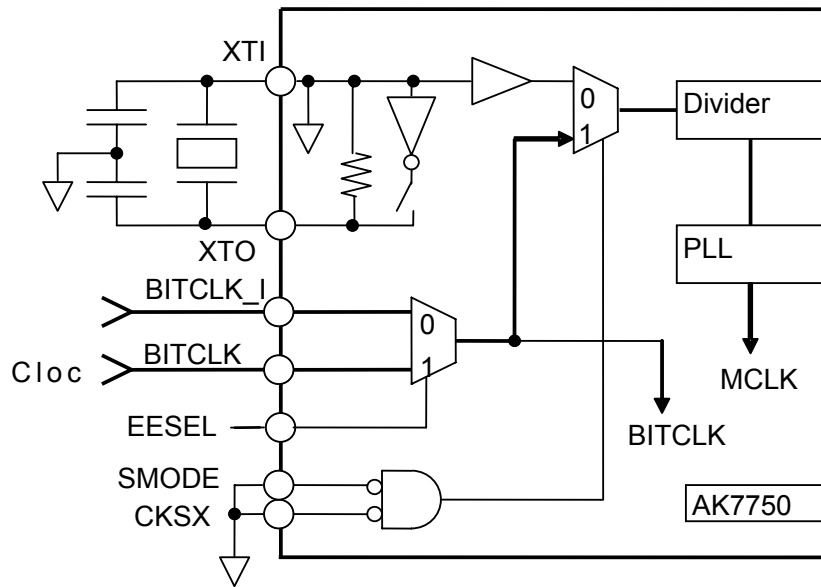 XTI
0
1
Divider
XTO
PLL
BITCLK_I
0
BITCLK
1
Cloc
MCLK
EESEL
BITCLK
SMODE
CKSX
AK7750